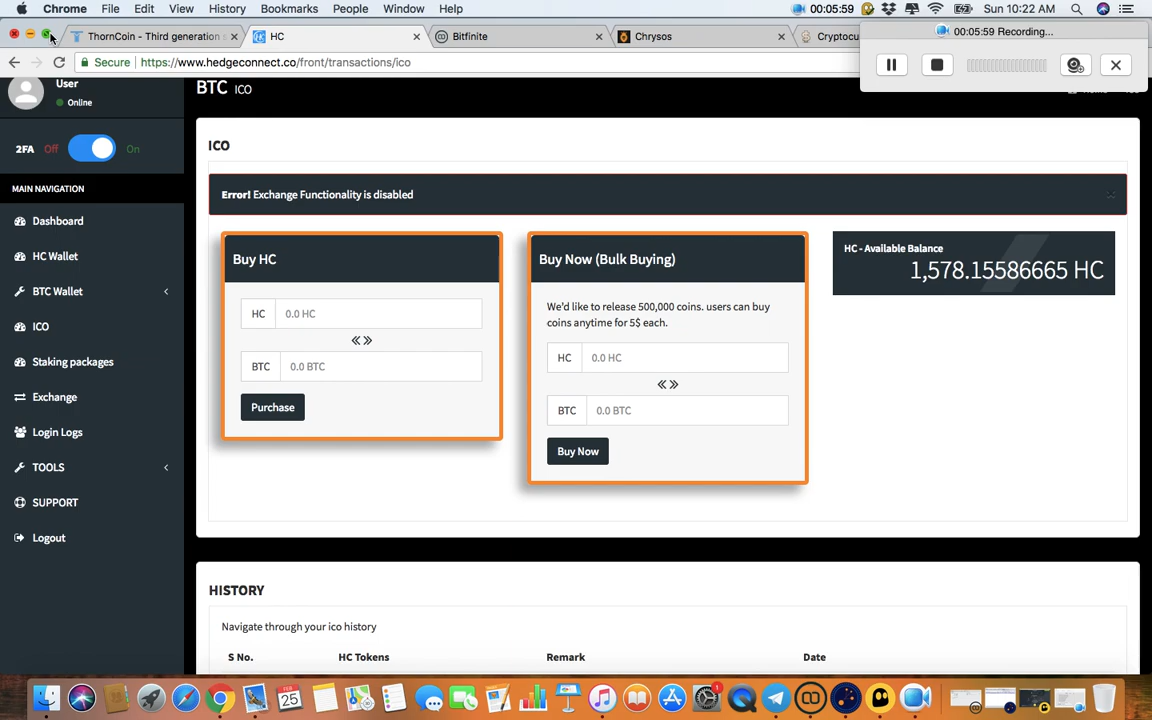 Chrome File Edit View History Bookmarks People Window Help 00:05:59 Sun 10:22 AM
ThornCoin - Third generation s HC Bitfinite Chrysos Cryptocu
00:05:59 Recording...
Secure https://www.hedgeconnect.co/front/transactions/ico
User
Online
BTC ICO
2FA Off On
MAIN NAVIGATION
Dashboard
HC Wallet
BTC Wallet
ICO
Staking packages
Exchange
Login Logs
TOOLS
SUPPORT
Logout
ICO
Error! Exchange Functionality is disabled
Buy HC
HC 0.0 HC
BTC 0.0 BTC
Purchase
Buy Now (Bulk Buying)
We'd like to release 500,000 coins. users can buy
coins anytime for 5$ each.
HC 0.0 HC
BTC 0.0 BTC
Buy Now
HC - Available Balance
1,578.15586665 HC
HISTORY
Navigate through your ico history
S No. HC Tokens Remark Date
FEB
25
1